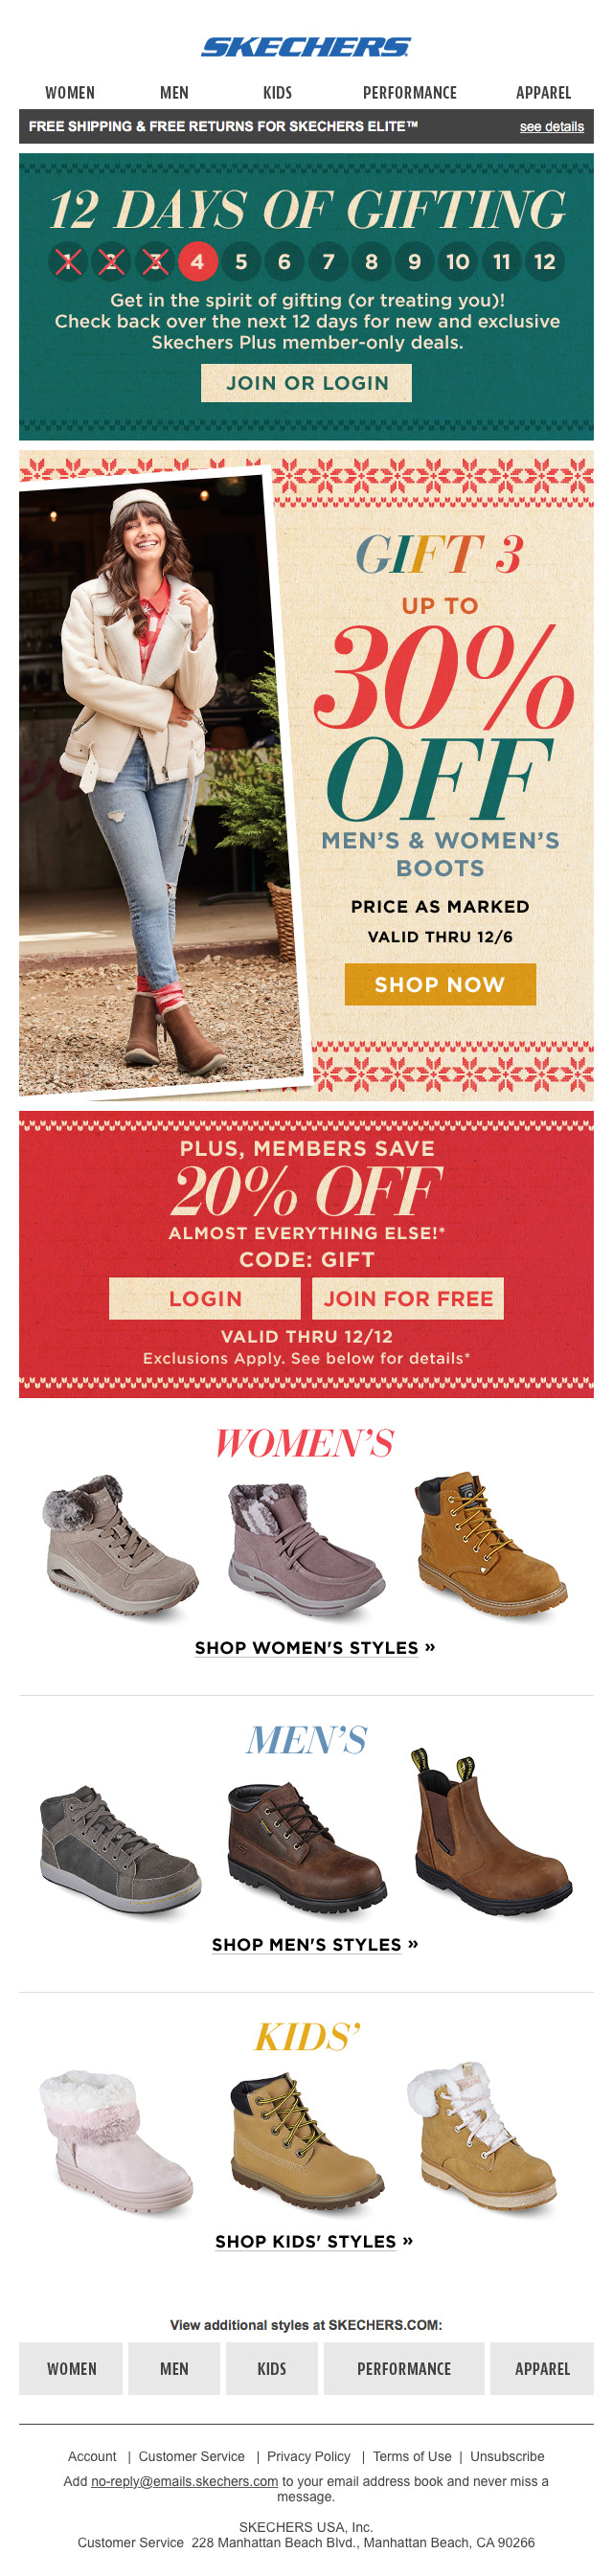 SKECHERS
WOMEN MEN KIDS PERFORMANCE APPAREL
FREE SHIPPING & FREE RETURNS FOR SKECHERS ELITE™ see details
12 DAYS OF GIFTING
1 2 3 4 5 6 7 8 9 10 11 12
Get in the spirit of gifting (or treating you)!
Check back over the next 12 days for new and exclusive
Skechers Plus member-only deals.
JOIN OR LOGIN
GIFT 3
UP TO
30%
OFF
MEN'S & WOMEN'S
BOOTS
PRICE AS MARKED
VALID THRU 12/6
SHOP NOW
PLUS, MEMBERS SAVE
20% OFF
ALMOST EVERYTHING ELSE!*
CODE: GIFT
LOGIN JOIN FOR FREE
VALID THRU 12/12
Exclusions Apply. See below for details*
WOMEN'S
SHOP WOMEN'S STYLES »
MEN'S
SHOP MEN'S STYLES »
KIDS'
SHOP KIDS' STYLES »
View additional styles at SKECHERS.COM:
WOMEN MEN KIDS PERFORMANCE APPAREL
Account | Customer Service | Privacy Policy | Terms of Use | Unsubscribe
Add no-reply@emails.skechers.com to your email address book and never miss a
message.
SKECHERS USA, Inc.
Customer Service 228 Manhattan Beach Blvd., Manhattan Beach, CA 90266